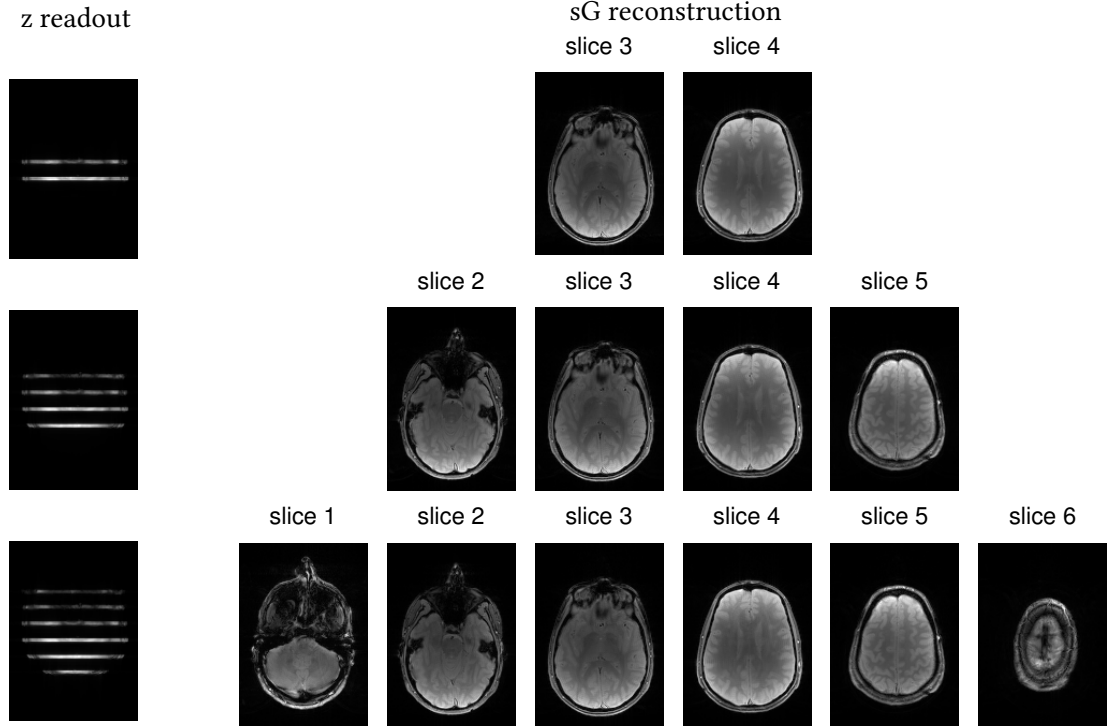 z readout
sG reconstruction
slice 3 slice 4
slice 2 slice 3 slice 4 slice 5
slice 1 slice 2 slice 3 slice 4 slice 5 slice 6